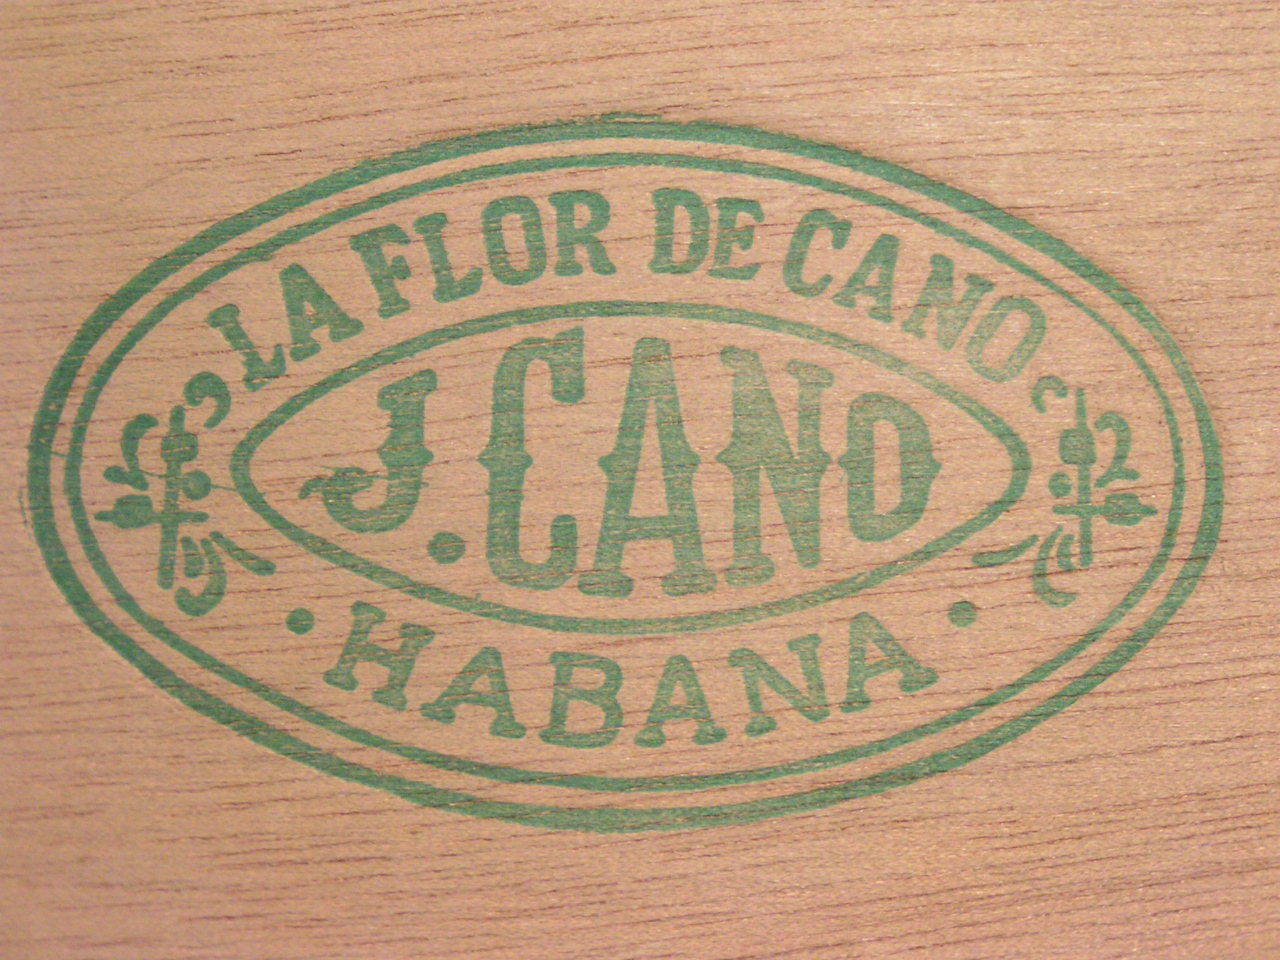 LA FLOR DE CANO
J. CANO
• HABANA •